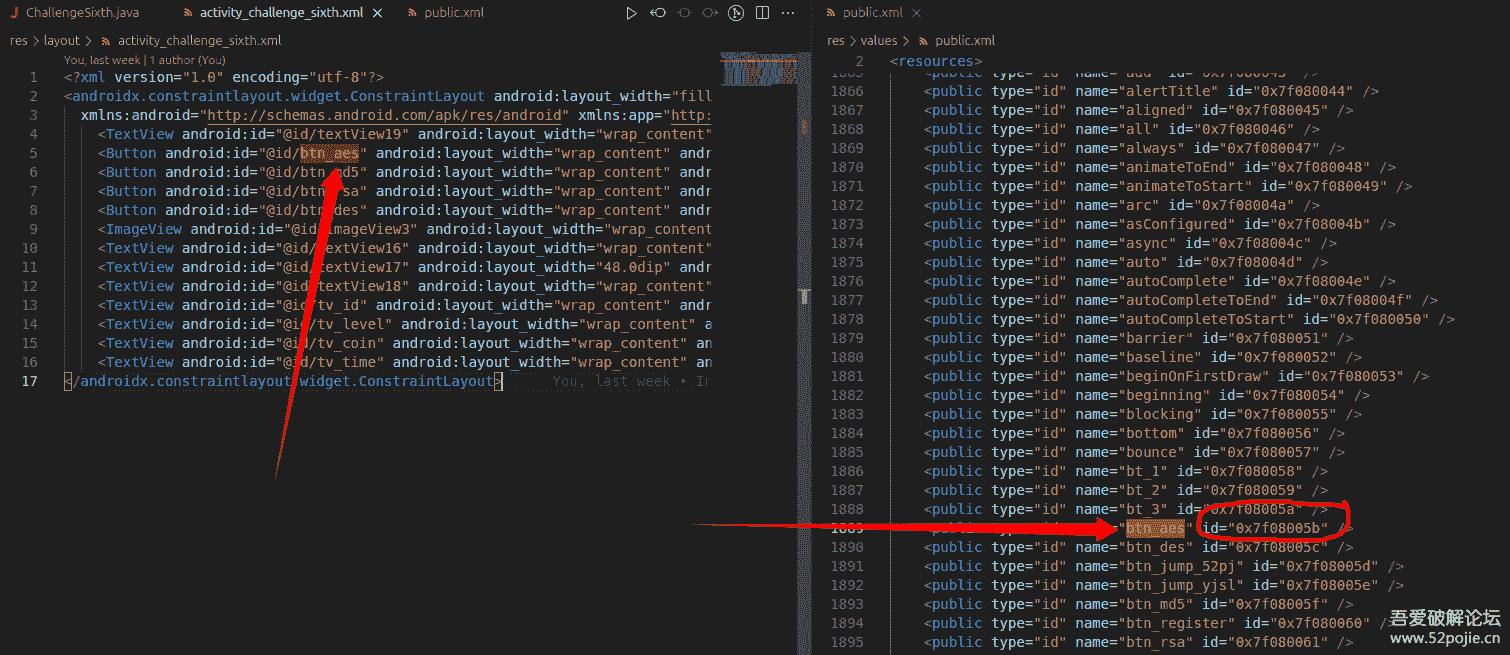 ChallengeSixth.java activity_challenge_sixth.xml public.xml
res > layout > activity_challenge_sixth.xml
You, last week | 1 author (You)
1 <?xml version="1.0" encoding="utf-8"?>
2 <androidx.constraintlayout.widget.ConstraintLayout android:layout_width="fill
3 xmlns:android="http://schemas.android.com/apk/res/android" xmlns:app="http:
4 <TextView android:id="@id/textView19" android:layout_width="wrap_content"
5 <Button android:id="@id/btn_aes" android:layout_width="wrap_content" andr
6 <Button android:id="@id/btn_md5" android:layout_width="wrap_content" andr
7 <Button android:id="@id/btn_rsa" android:layout_width="wrap_content" andr
8 <Button android:id="@id/btn_des" android:layout_width="wrap_content" andr
9 <ImageView android:id="@id/imageView3" android:layout_width="wrap_content
10 <TextView android:id="@id/textView16" android:layout_width="wrap_content"
11 <TextView android:id="@id/textView17" android:layout_width="48.0dip" andr
12 <TextView android:id="@id/textView18" android:layout_width="wrap_content"
13 <TextView android:id="@id/tv_id" android:layout_width="wrap_content" andr
14 <TextView android:id="@id/tv_level" android:layout_width="wrap_content" a
15 <TextView android:id="@id/tv_coin" android:layout_width="wrap_content" an
16 <TextView android:id="@id/tv_time" android:layout_width="wrap_content" an
17 </androidx.constraintlayout.widget.ConstraintLayout> You, last week • In
public.xml
res > values > public.xml
2 <resources>
1865 <public type="id" name="add" id="0x7f080043" />
1866 <public type="id" name="alertTitle" id="0x7f080044" />
1867 <public type="id" name="aligned" id="0x7f080045" />
1868 <public type="id" name="all" id="0x7f080046" />
1869 <public type="id" name="always" id="0x7f080047" />
1870 <public type="id" name="animateToEnd" id="0x7f080048" />
1871 <public type="id" name="animateToStart" id="0x7f080049" />
1872 <public type="id" name="arc" id="0x7f08004a" />
1873 <public type="id" name="asConfigured" id="0x7f08004b" />
1874 <public type="id" name="async" id="0x7f08004c" />
1875 <public type="id" name="auto" id="0x7f08004d" />
1876 <public type="id" name="autoComplete" id="0x7f08004e" />
1877 <public type="id" name="autoCompleteToEnd" id="0x7f08004f" />
1878 <public type="id" name="autoCompleteToStart" id="0x7f080050" />
1879 <public type="id" name="barrier" id="0x7f080051" />
1880 <public type="id" name="baseline" id="0x7f080052" />
1881 <public type="id" name="beginOnFirstDraw" id="0x7f080053" />
1882 <public type="id" name="beginning" id="0x7f080054" />
1883 <public type="id" name="blocking" id="0x7f080055" />
1884 <public type="id" name="bottom" id="0x7f080056" />
1885 <public type="id" name="bounce" id="0x7f080057" />
1886 <public type="id" name="bt_1" id="0x7f080058" />
1887 <public type="id" name="bt_2" id="0x7f080059" />
1888 <public type="id" name="bt_3" id="0x7f08005a" />
1889 <public type="id" name="btn_aes" id="0x7f08005b" />
1890 <public type="id" name="btn_des" id="0x7f08005c" />
1891 <public type="id" name="btn_jump_52pj" id="0x7f08005d" />
1892 <public type="id" name="btn_jump_yjsl" id="0x7f08005e" />
1893 <public type="id" name="btn_md5" id="0x7f08005f" />
1894 <public type="id" name="btn_register" id="0x7f080060" />
1895 <public type="id" name="btn_rsa" id="0x7f080061" />
吾爱破解论坛
www.52pojie.cn